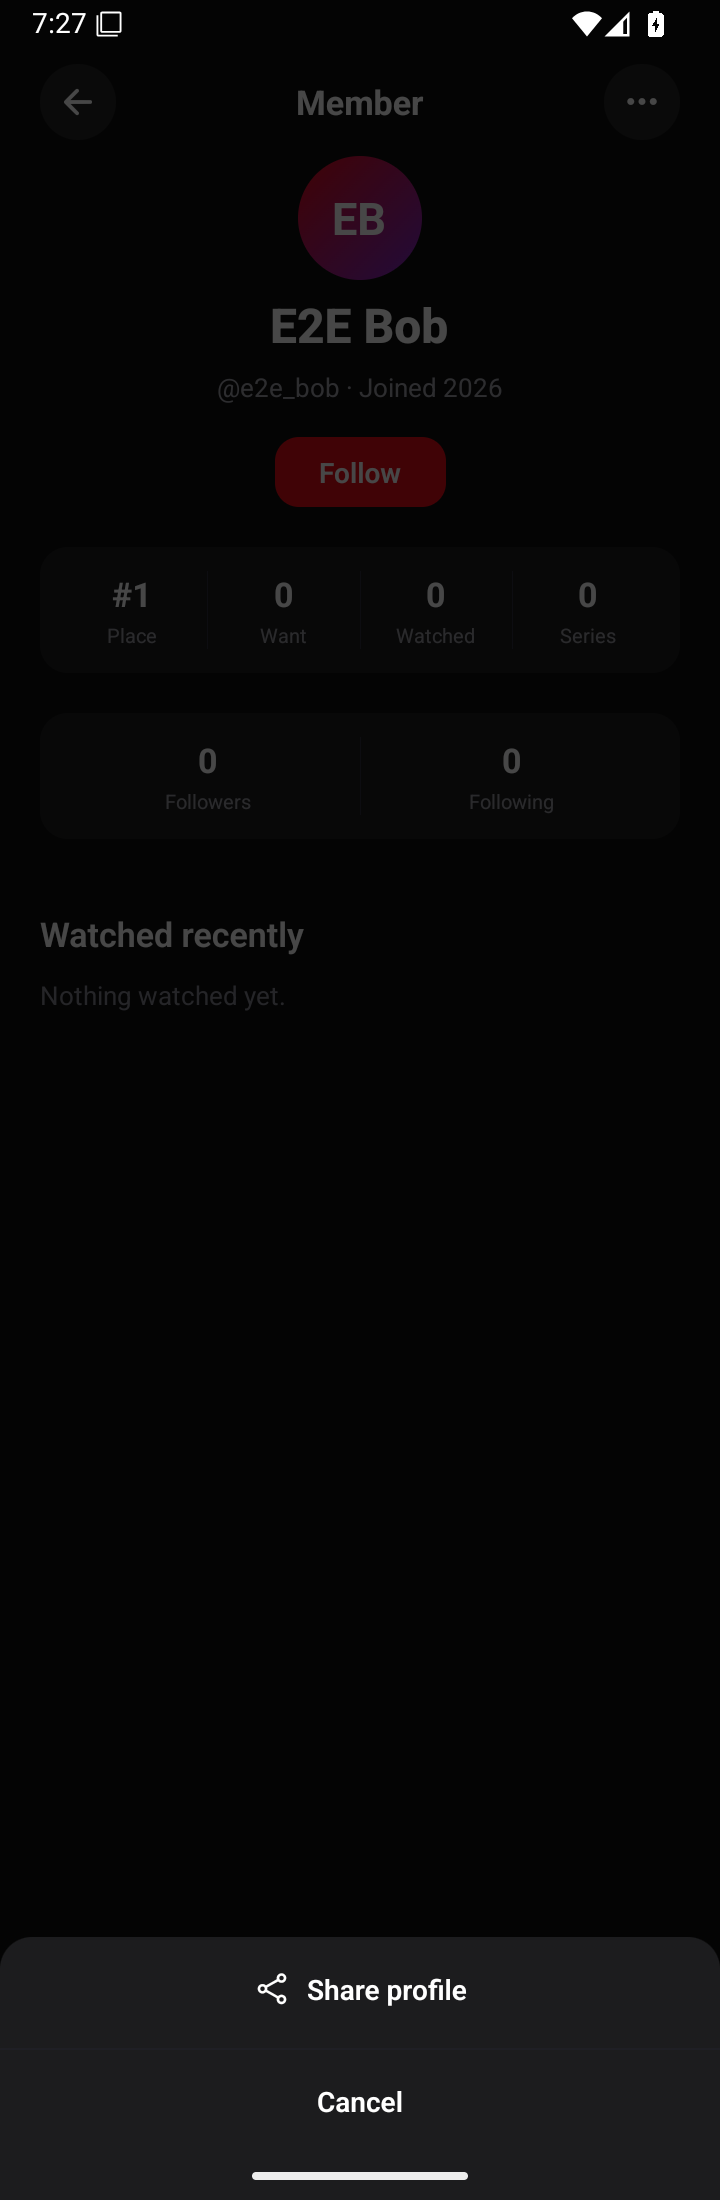 7:27
Member
EB
E2E Bob
@e2e_bob · Joined 2026
Follow
#1 0 0 0
Place Want Watched Series
0 0
Followers Following
Watched recently
Nothing watched yet.
Share profile
Cancel